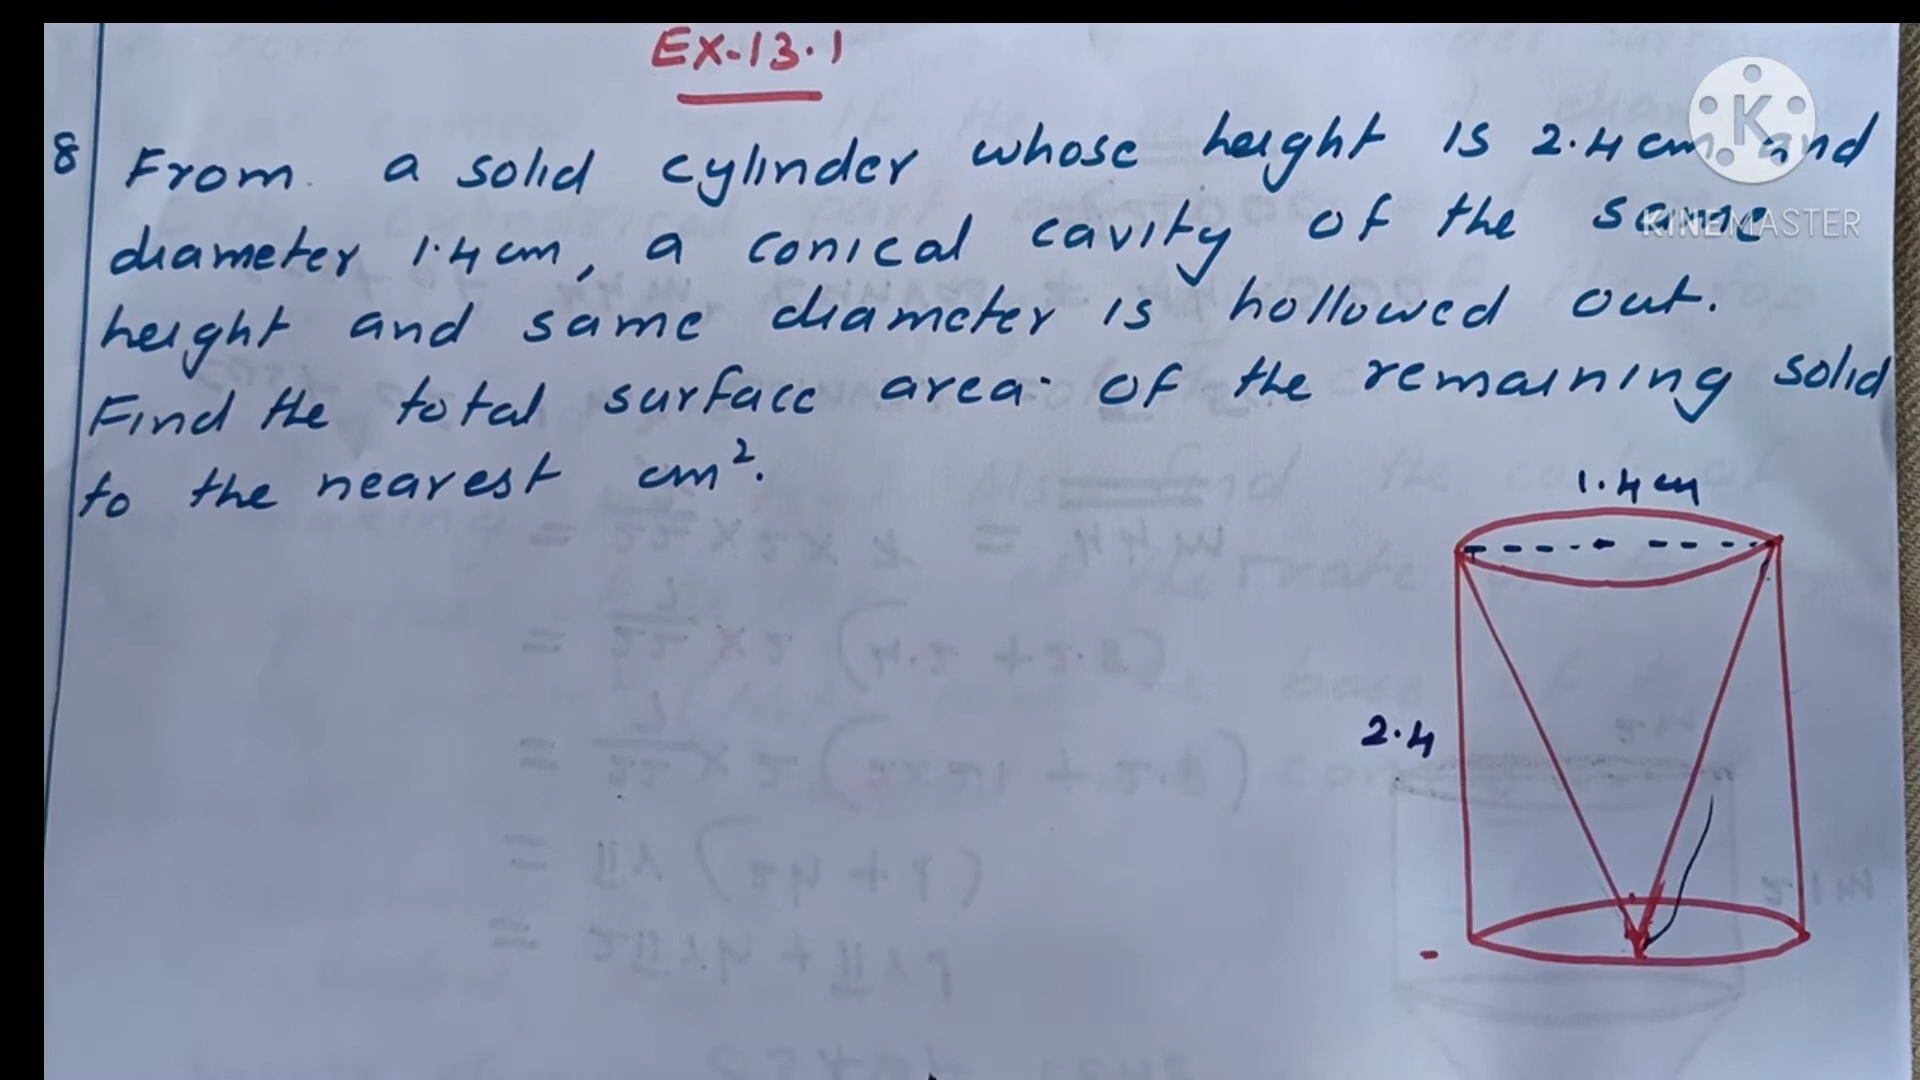 Ex-13.1
8 From a solid cylinder whose height is 2.4 cm and
diameter 1.4 cm, a conical cavity of the same
height and same diameter is hollowed out.
Find the total surface area of the remaining solid
to the nearest cm².
1.4 cm
2.4
K
KINEMASTER